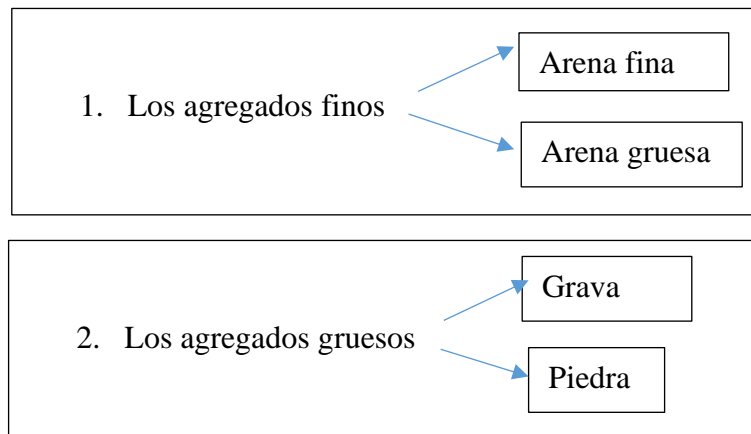 Arena fina
1. Los agregados finos
Arena gruesa
Grava
2. Los agregados gruesos
Piedra